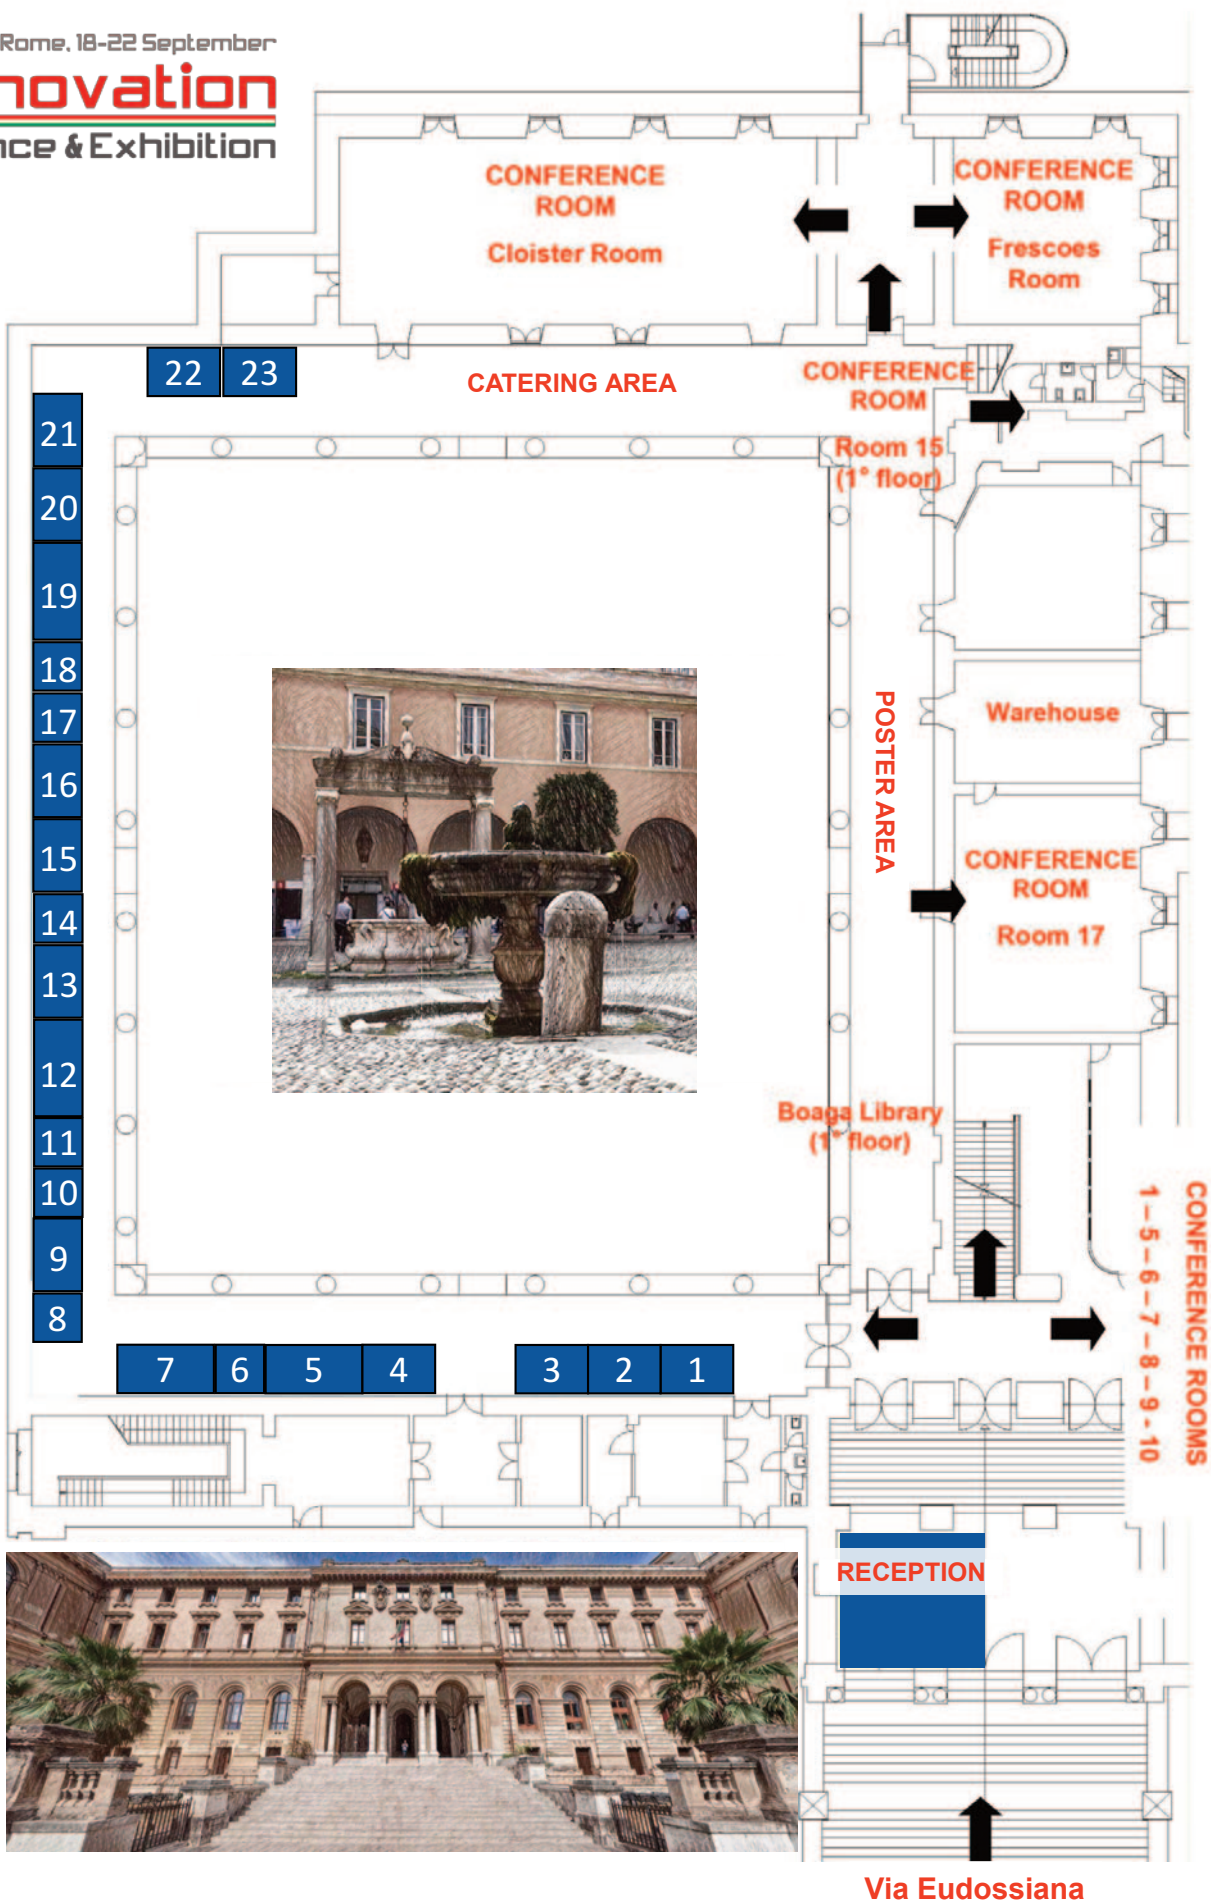 Rome, 18-22 September
novation
nce & Exhibition
CONFERENCE
ROOM
Cloister Room
CONFERENCE
ROOM
Frescoes
Room
22 23
CATERING AREA
CONFERENCE
ROOM
Room 15
(1° floor)
21
20
19
18
17
16
15
14
13
12
11
10
9
8
POSTER AREA
Warehouse
CONFERENCE
ROOM
Room 17
Boaga Library
(1° floor)
CONFERENCE ROOMS
1 – 5 – 6 – 7 – 8 – 9 - 10
7 6 5 4 3 2 1
RECEPTION
Via Eudossiana